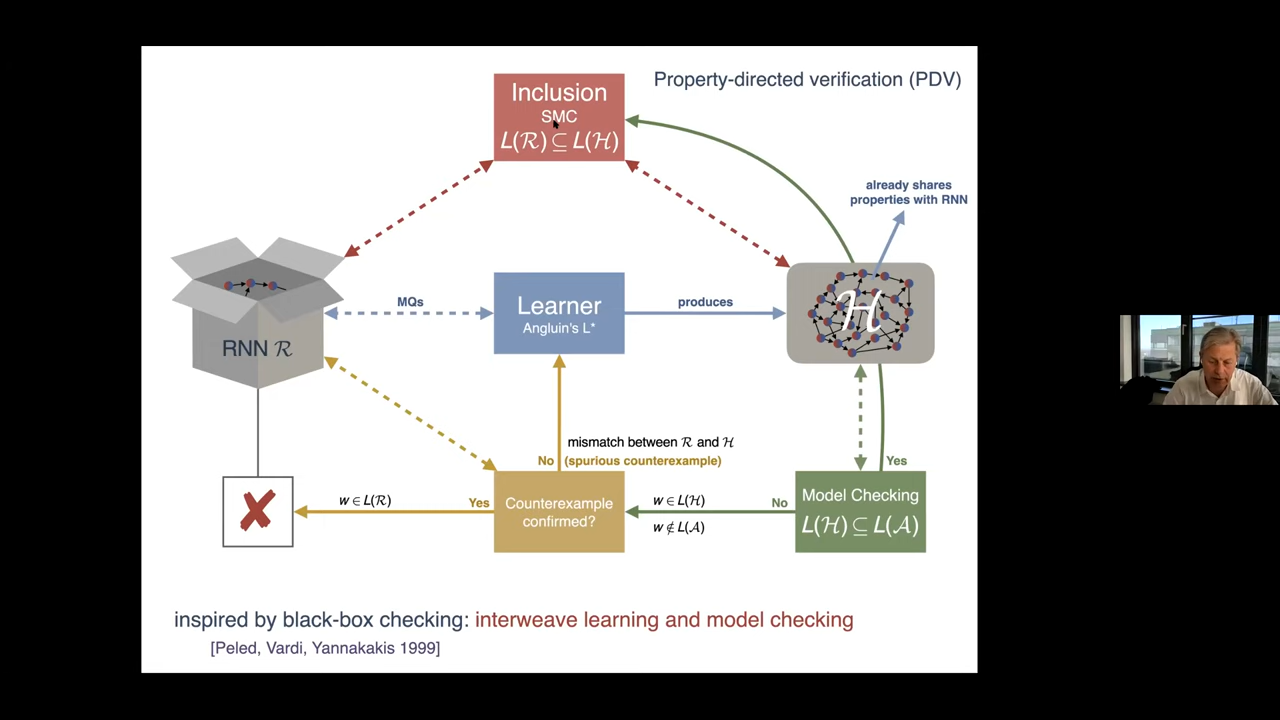 Property-directed verification (PDV)
Inclusion
SMC
L(ℛ) ⊆ L(ℋ)
already shares
properties with RNN
MQs
Learner
Angluin's L*
produces
ℋ
RNN ℛ
mismatch between ℛ and ℋ
No (spurious counterexample)
Yes
w ∈ L(ℛ)
Yes
Counterexample
confirmed?
w ∈ L(ℋ)
w ∉ L(𝒜)
No
Model Checking
L(ℋ) ⊆ L(𝒜)
inspired by black-box checking: interweave learning and model checking
[Peled, Vardi, Yannakakis 1999]